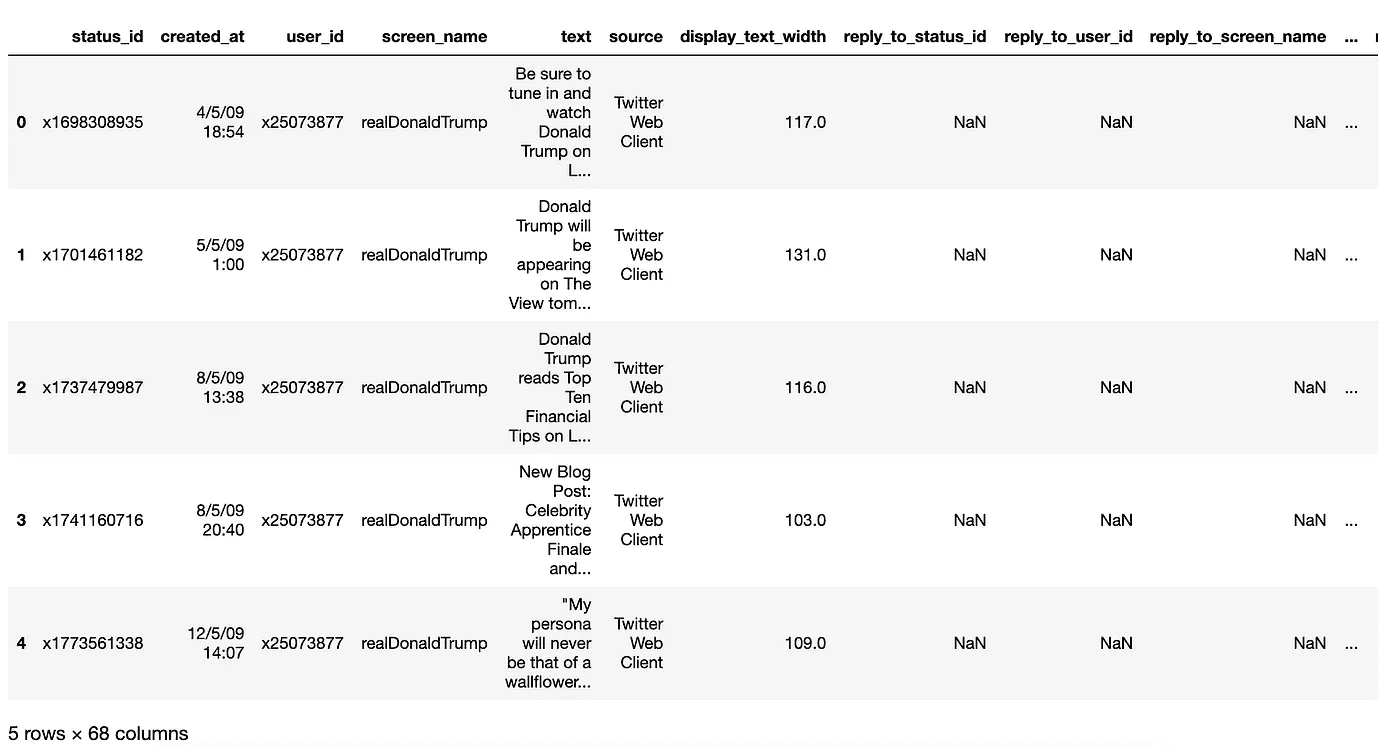 status_id created_at user_id screen_name text source display_text_width reply_to_status_id reply_to_user_id reply_to_screen_name ...
0 x1698308935 4/5/09 18:54 x25073877 realDonaldTrump Be sure to tune in and watch Donald Trump on L... Twitter Web Client 117.0 NaN NaN NaN ...
1 x1701461182 5/5/09 1:00 x25073877 realDonaldTrump Donald Trump will be appearing on The View tom... Twitter Web Client 131.0 NaN NaN NaN ...
2 x1737479987 8/5/09 13:38 x25073877 realDonaldTrump Donald Trump reads Top Ten Financial Tips on L... Twitter Web Client 116.0 NaN NaN NaN ...
3 x1741160716 8/5/09 20:40 x25073877 realDonaldTrump New Blog Post: Celebrity Apprentice Finale and... Twitter Web Client 103.0 NaN NaN NaN ...
4 x1773561338 12/5/09 14:07 x25073877 realDonaldTrump "My persona will never be that of a wallflower... Twitter Web Client 109.0 NaN NaN NaN ...
5 rows × 68 columns